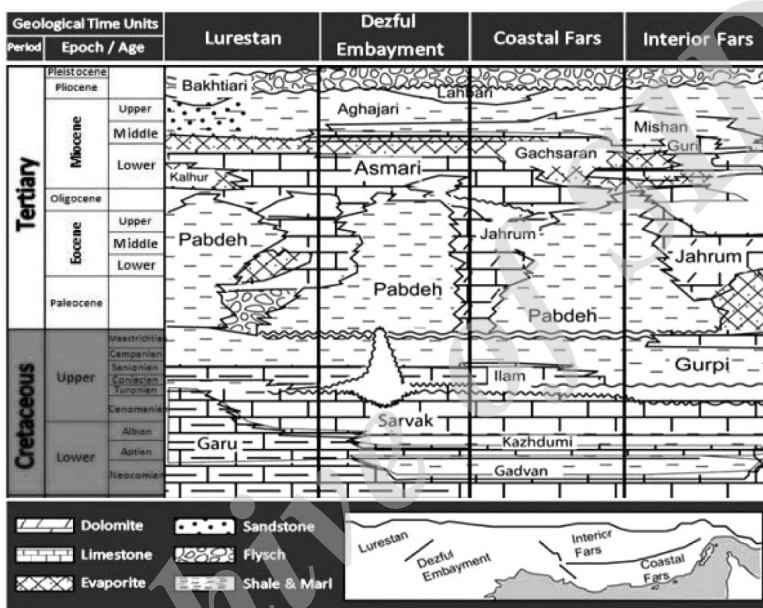 Geological Time Units
Period Epoch / Age
Lurestan
Dezful
Embayment
Coastal Fars
Interior Fars
Tertiary
Pleistocene
Pliocene
Miocene
Upper
Middle
Lower
Oligocene
Eocene
Upper
Middle
Lower
Paleocene
Cretaceous
Upper
Campanian
Turonian
Lower
Albian
Aptian
Neocomian
Bakhtiari
Lahbari
Aghajari
Mishan
Guri
Gachsaran
Asmari
Kalhur
Pabdeh
Jahrum
Jahrum
Pabdeh
Pabdeh
Gurpi
Ilam
Sarvak
Garu
Kazhdumi
Gadvan
Dolomite
Limestone
Evaporite
Sandstone
Flysch
Shale & Marl
Lurestan
Dezful
Embayment
Interior
Fars
Coastal
Fars